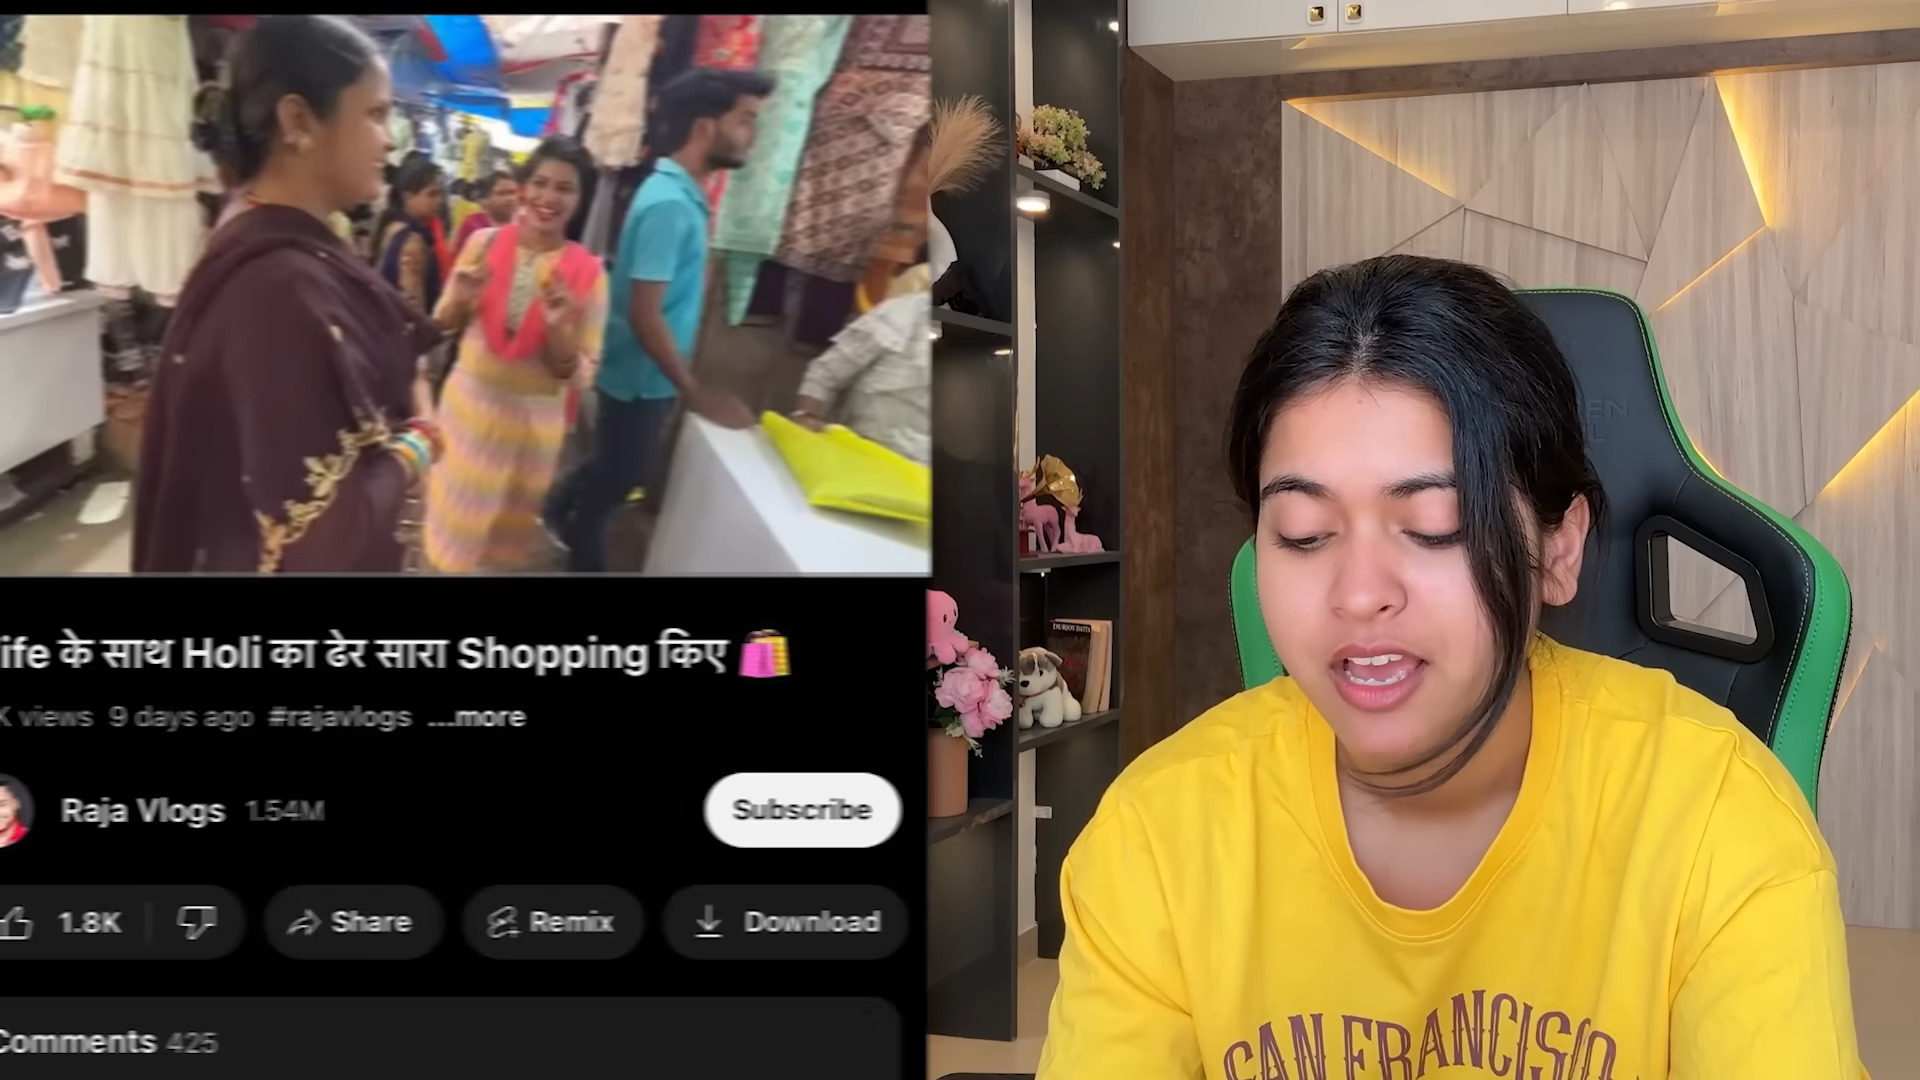 ife के साथ Holi का ढेर सारा Shopping किए
K views 9 days ago #rajavlogs ...more
Raja Vlogs 1.54M
Subscribe
1.8K Share Remix Download
Comments 425
SAN FRANCISCO